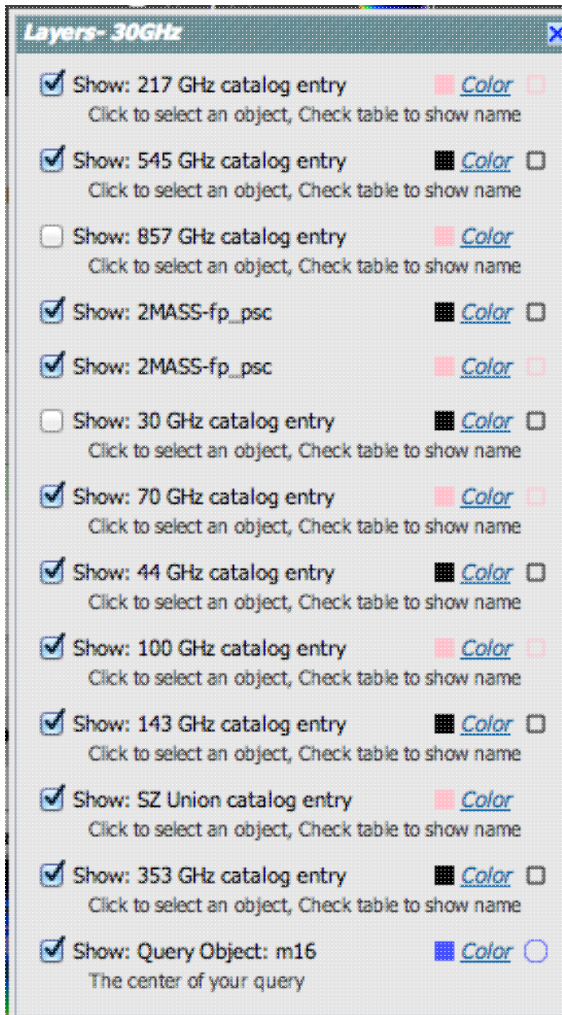 Layers- 30GHz
Show: 217 GHz catalog entry Color
Click to select an object, Check table to show name
Show: 545 GHz catalog entry Color
Click to select an object, Check table to show name
Show: 857 GHz catalog entry Color
Click to select an object, Check table to show name
Show: 2MASS-fp_psc Color
Show: 2MASS-fp_psc Color
Show: 30 GHz catalog entry Color
Click to select an object, Check table to show name
Show: 70 GHz catalog entry Color
Click to select an object, Check table to show name
Show: 44 GHz catalog entry Color
Click to select an object, Check table to show name
Show: 100 GHz catalog entry Color
Click to select an object, Check table to show name
Show: 143 GHz catalog entry Color
Click to select an object, Check table to show name
Show: SZ Union catalog entry Color
Click to select an object, Check table to show name
Show: 353 GHz catalog entry Color
Click to select an object, Check table to show name
Show: Query Object: m16 Color
The center of your query